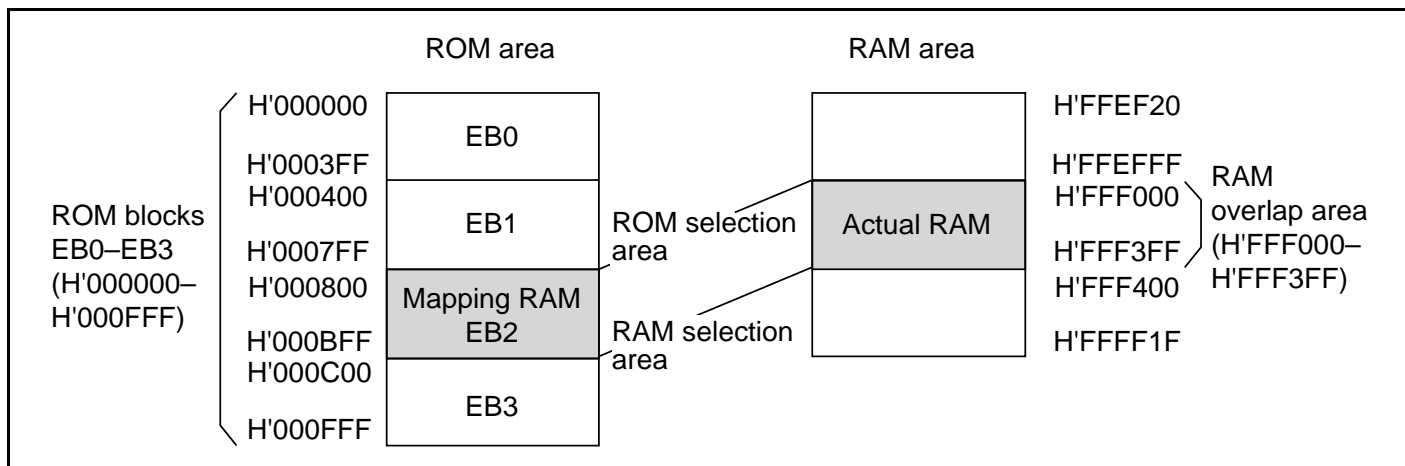 ROM area
RAM area
H'000000
EB0
H'0003FF
H'000400
EB1
H'0007FF
H'000800
Mapping RAM
EB2
H'000BFF
H'000C00
EB3
H'000FFF
ROM blocks
EB0–EB3
(H'000000–
H'000FFF)
ROM selection
area
RAM selection
area
Actual RAM
H'FFEF20
H'FFEFFF
H'FFF000
H'FFF3FF
H'FFF400
H'FFFF1F
RAM
overlap area
(H'FFF000–
H'FFF3FF)